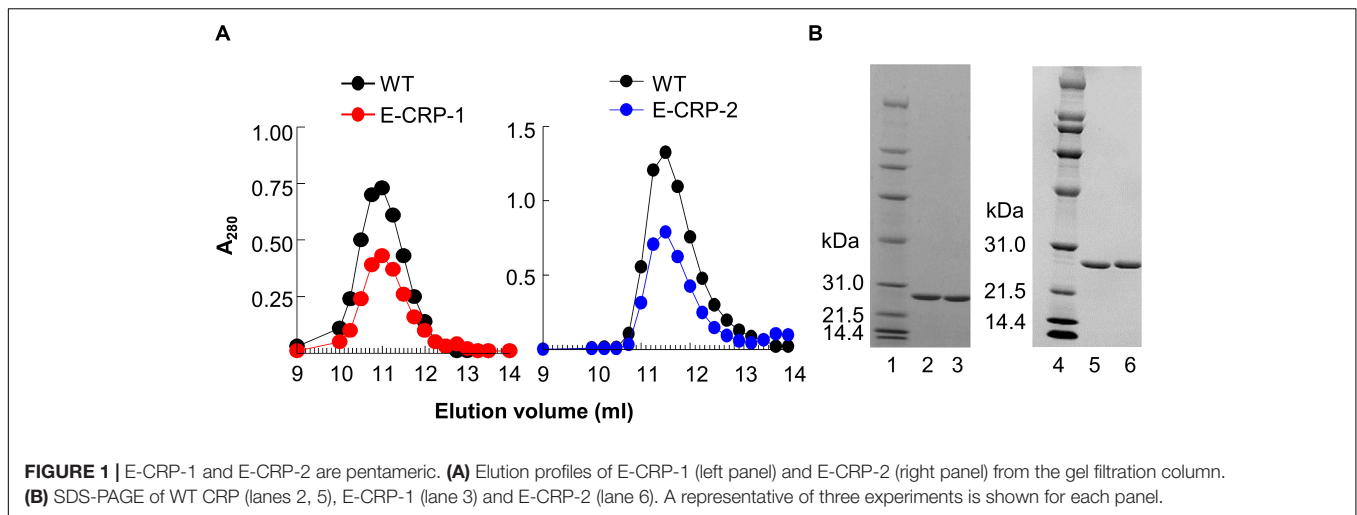 A
B
WT
E-CRP-1
WT
E-CRP-2
1.00
0.75
0.50
0.25
A280
9 10 11 12 13 14
1.5
1.0
0.5
9 10 11 12 13 14
Elution volume (ml)
kDa
31.0
21.5
14.4
1 2 3
kDa
31.0
21.5
14.4
4 5 6
FIGURE 1 | E-CRP-1 and E-CRP-2 are pentameric. (A) Elution profiles of E-CRP-1 (left panel) and E-CRP-2 (right panel) from the gel filtration column.
(B) SDS-PAGE of WT CRP (lanes 2, 5), E-CRP-1 (lane 3) and E-CRP-2 (lane 6). A representative of three experiments is shown for each panel.